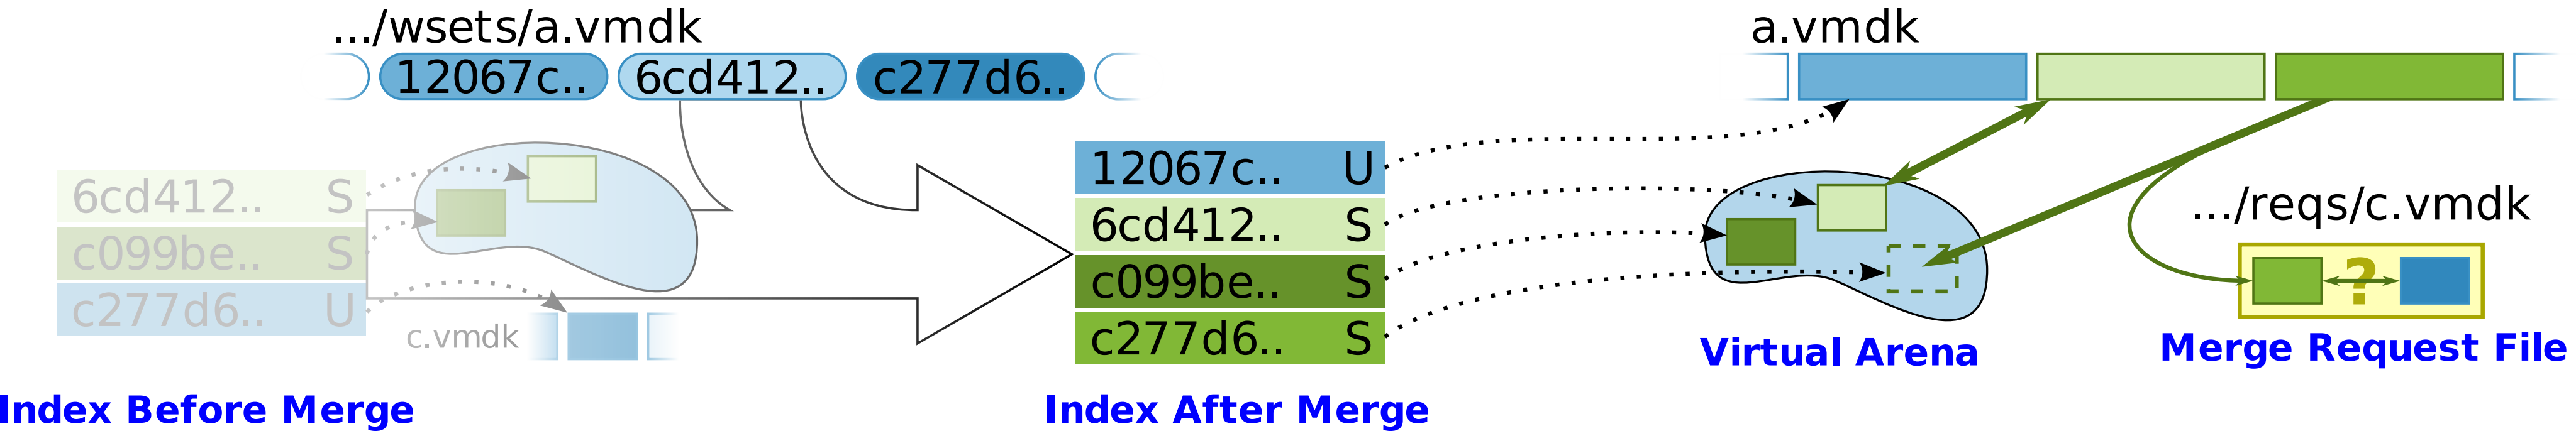 .../wsets/a.vmdk
12067c.. 6cd412.. c277d6..
6cd412.. S
c099be.. S
c277d6.. U
c.vmdk
Index Before Merge
12067c.. U
6cd412.. S
c099be.. S
c277d6.. S
Index After Merge
a.vmdk
Virtual Arena
.../reqs/c.vmdk
?
Merge Request File